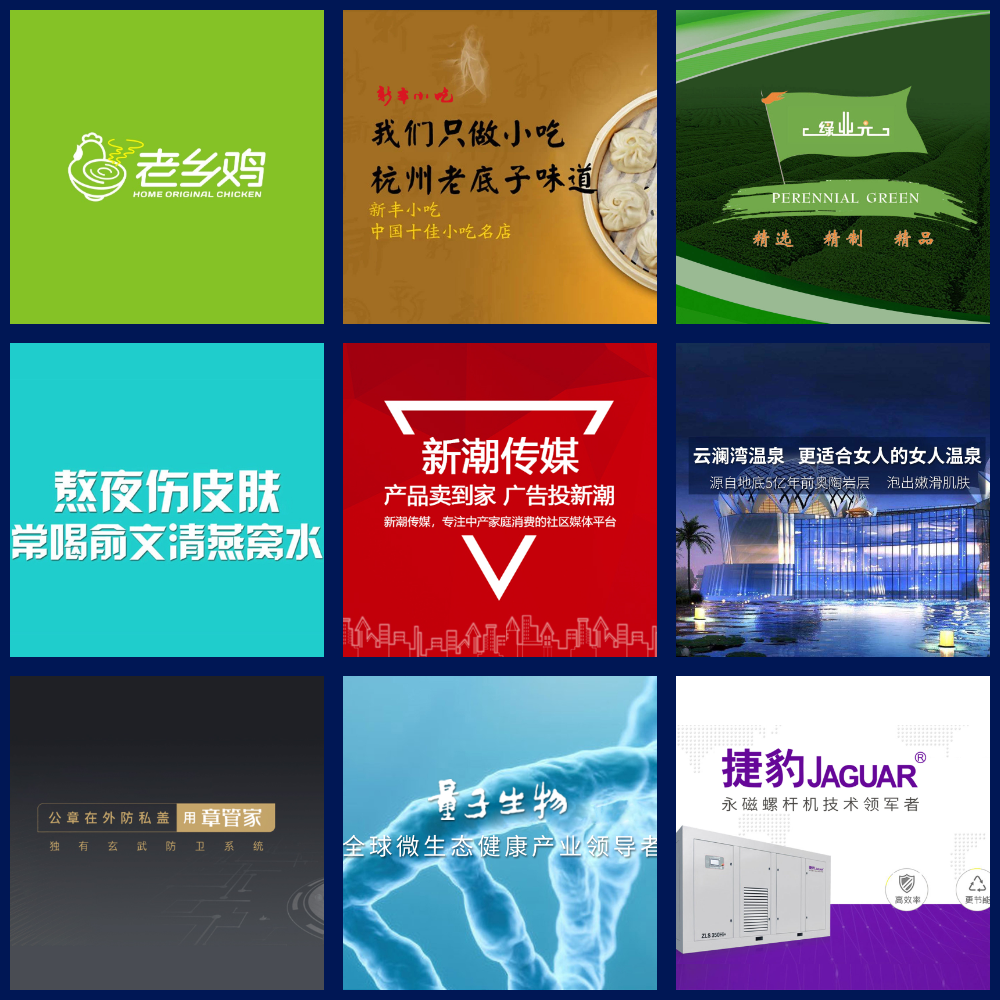 老乡鸡
HOME ORIGINAL CHICKEN
新丰小吃
我们只做小吃
杭州老底子味道
新丰小吃
中国十佳小吃名店
绿山元
PERENNIAL GREEN
精选 精制 精品
熬夜伤皮肤
常喝俞文清燕窝水
新潮传媒
产品卖到家 广告投新潮
新潮传媒，专注中产家庭消费的社区媒体平台
云澜湾温泉 更适合女人的女人温泉
源自地底5亿年前奥陶岩层 泡出嫩滑肌肤
公章在外防私盖 用 章管家
独有玄武防卫系统
量子生物
全球微生态健康产业领导者
捷豹JAGUAR®
永磁螺杆机技术领军者
捷豹JAGUAR
高效率
更节能